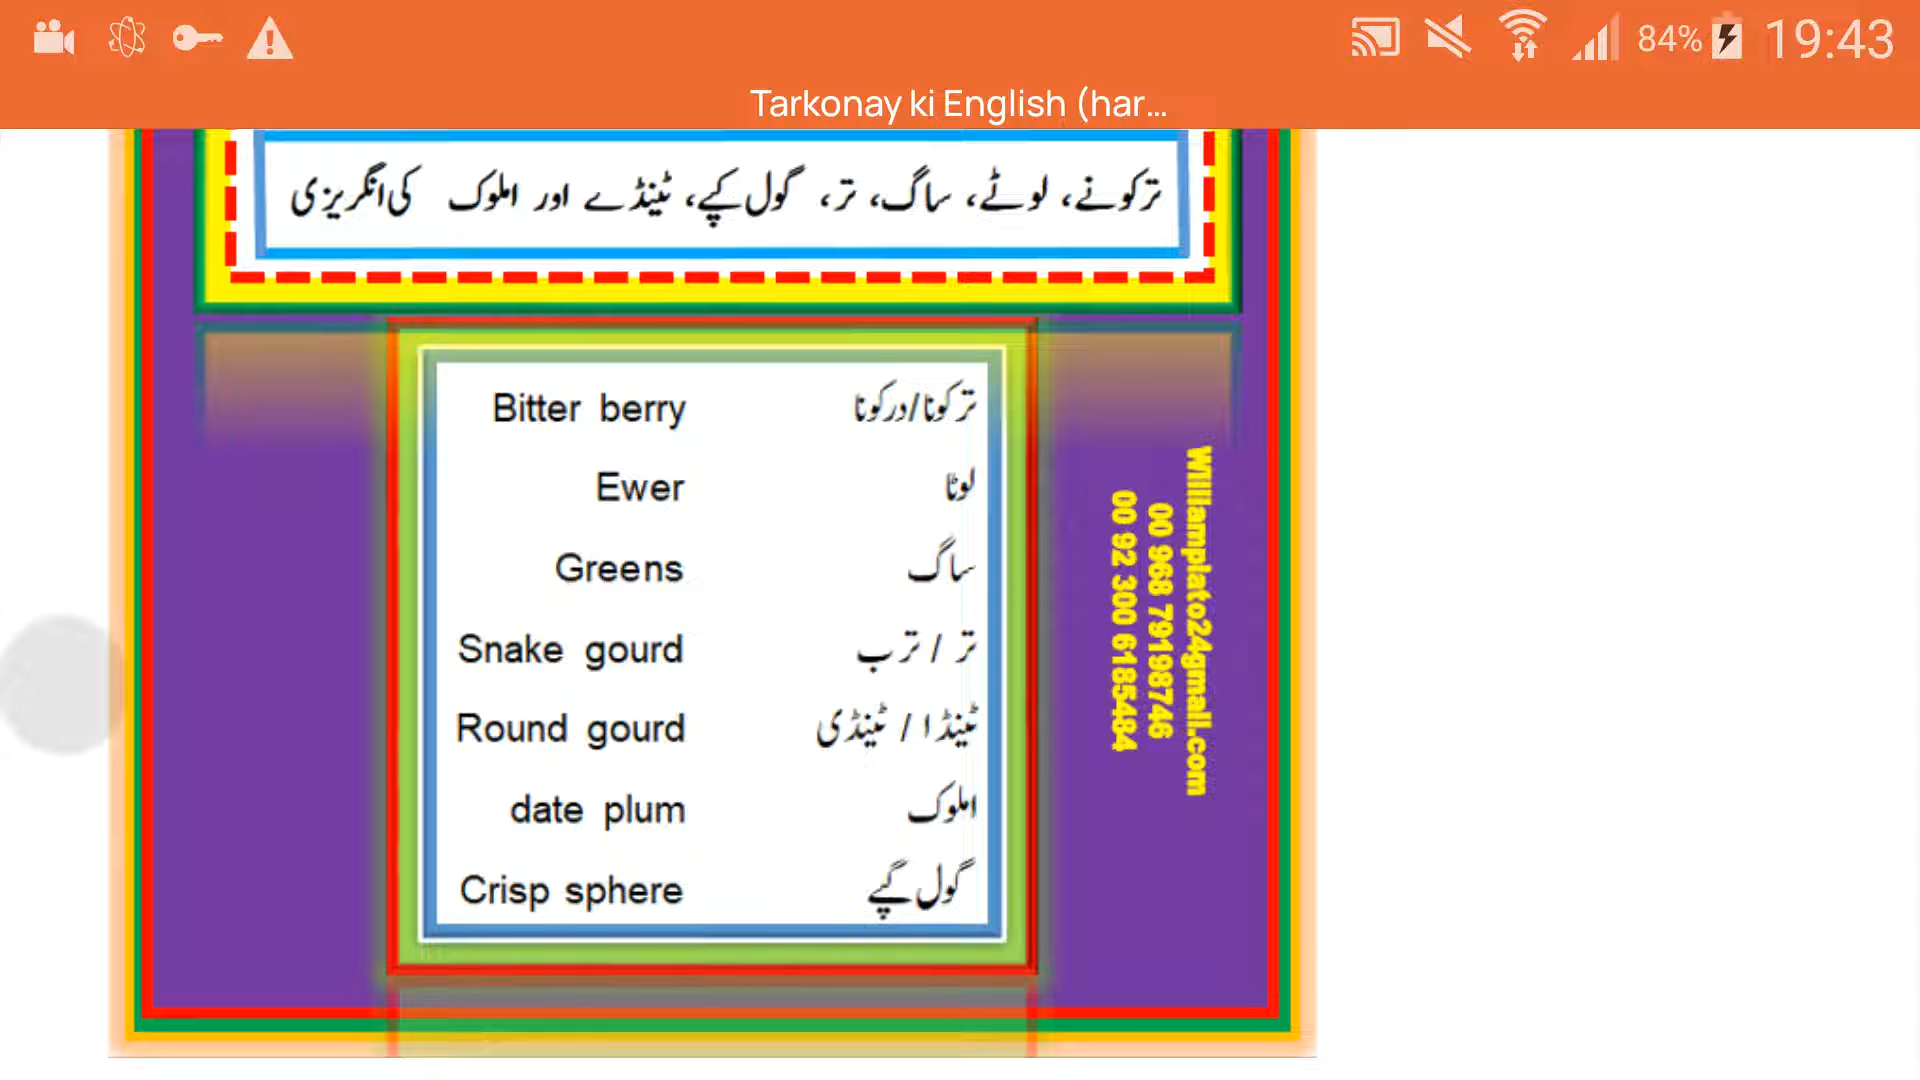 84% 19:43
Tarkonay ki English (har...
ترکونے، لوٹے، ساگ، تر، گول گپے، ٹینڈے اور املوک کی انگریزی
Bitter berry ترکونا/درکونا
Ewer لوٹا
Greens ساگ
Snake gourd تر / ترب
Round gourd ٹینڈا / ٹینڈی
date plum املوک
Crisp sphere گول گپے
Williamplato24gmail.com
00 968 79198746
00 92 300 6185484